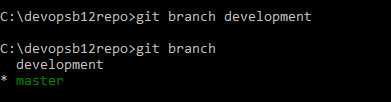 C:\devopsb12repo>git branch development
C:\devopsb12repo>git branch
  development
* master